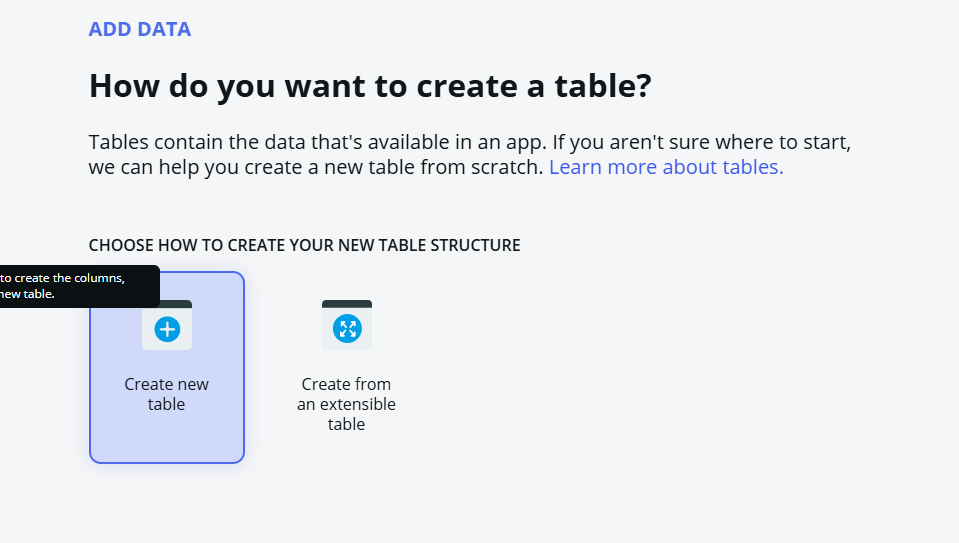 ADD DATA
How do you want to create a table?
Tables contain the data that's available in an app. If you aren't sure where to start,
we can help you create a new table from scratch. Learn more about tables.
CHOOSE HOW TO CREATE YOUR NEW TABLE STRUCTURE
to create the columns,
new table.
Create new
table
Create from
an extensible
table